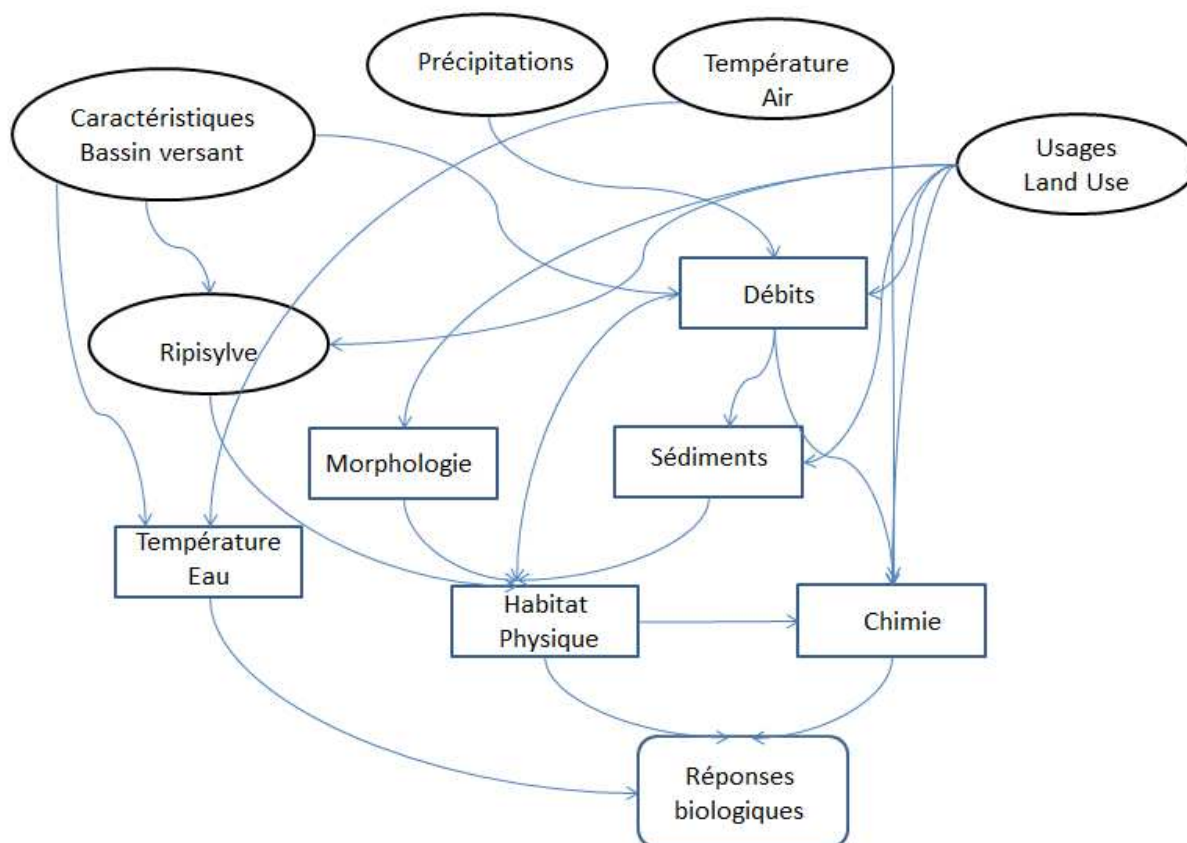 Précipitations
Température
Air
Caractéristiques
Bassin versant
Usages
Land Use
Débits
Ripisylve
Morphologie
Sédiments
Température
Eau
Habitat
Physique
Chimie
Réponses
biologiques